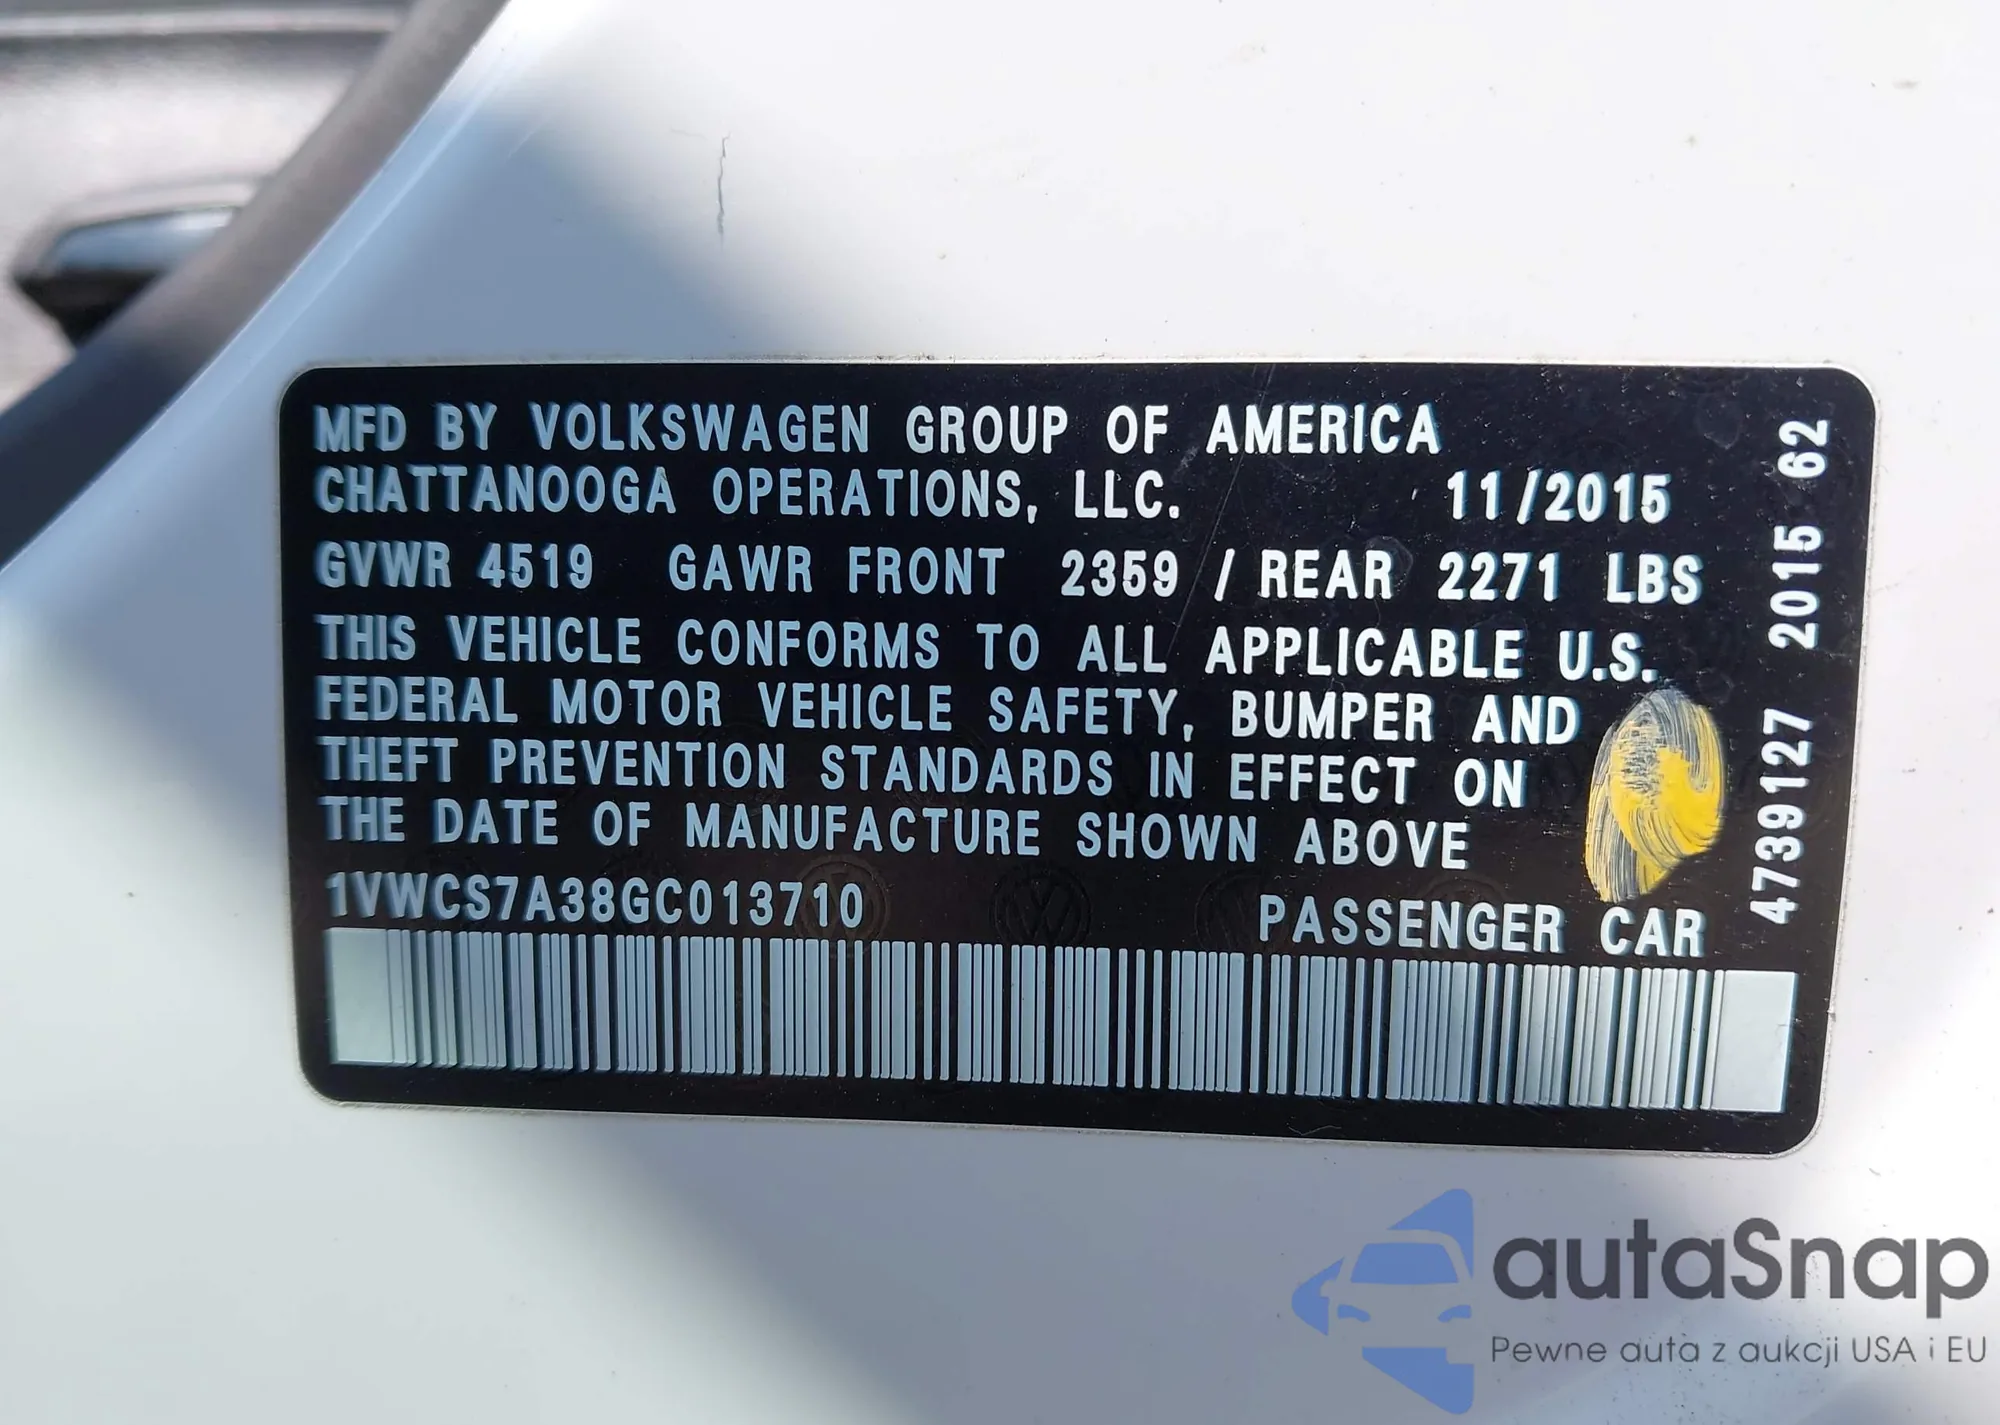 MFD BY VOLKSWAGEN GROUP OF AMERICA
CHATTANOOGA OPERATIONS, LLC. 11/2015
GVWR 4519 GAWR FRONT 2359 / REAR 2271 LBS
THIS VEHICLE CONFORMS TO ALL APPLICABLE U.S.
FEDERAL MOTOR VEHICLE SAFETY, BUMPER AND
THEFT PREVENTION STANDARDS IN EFFECT ON
THE DATE OF MANUFACTURE SHOWN ABOVE
1VWCS7A38GC013710 PASSENGER CAR
4739127 2015 62
autaSnap
Pewne auta z aukcji USA i EU